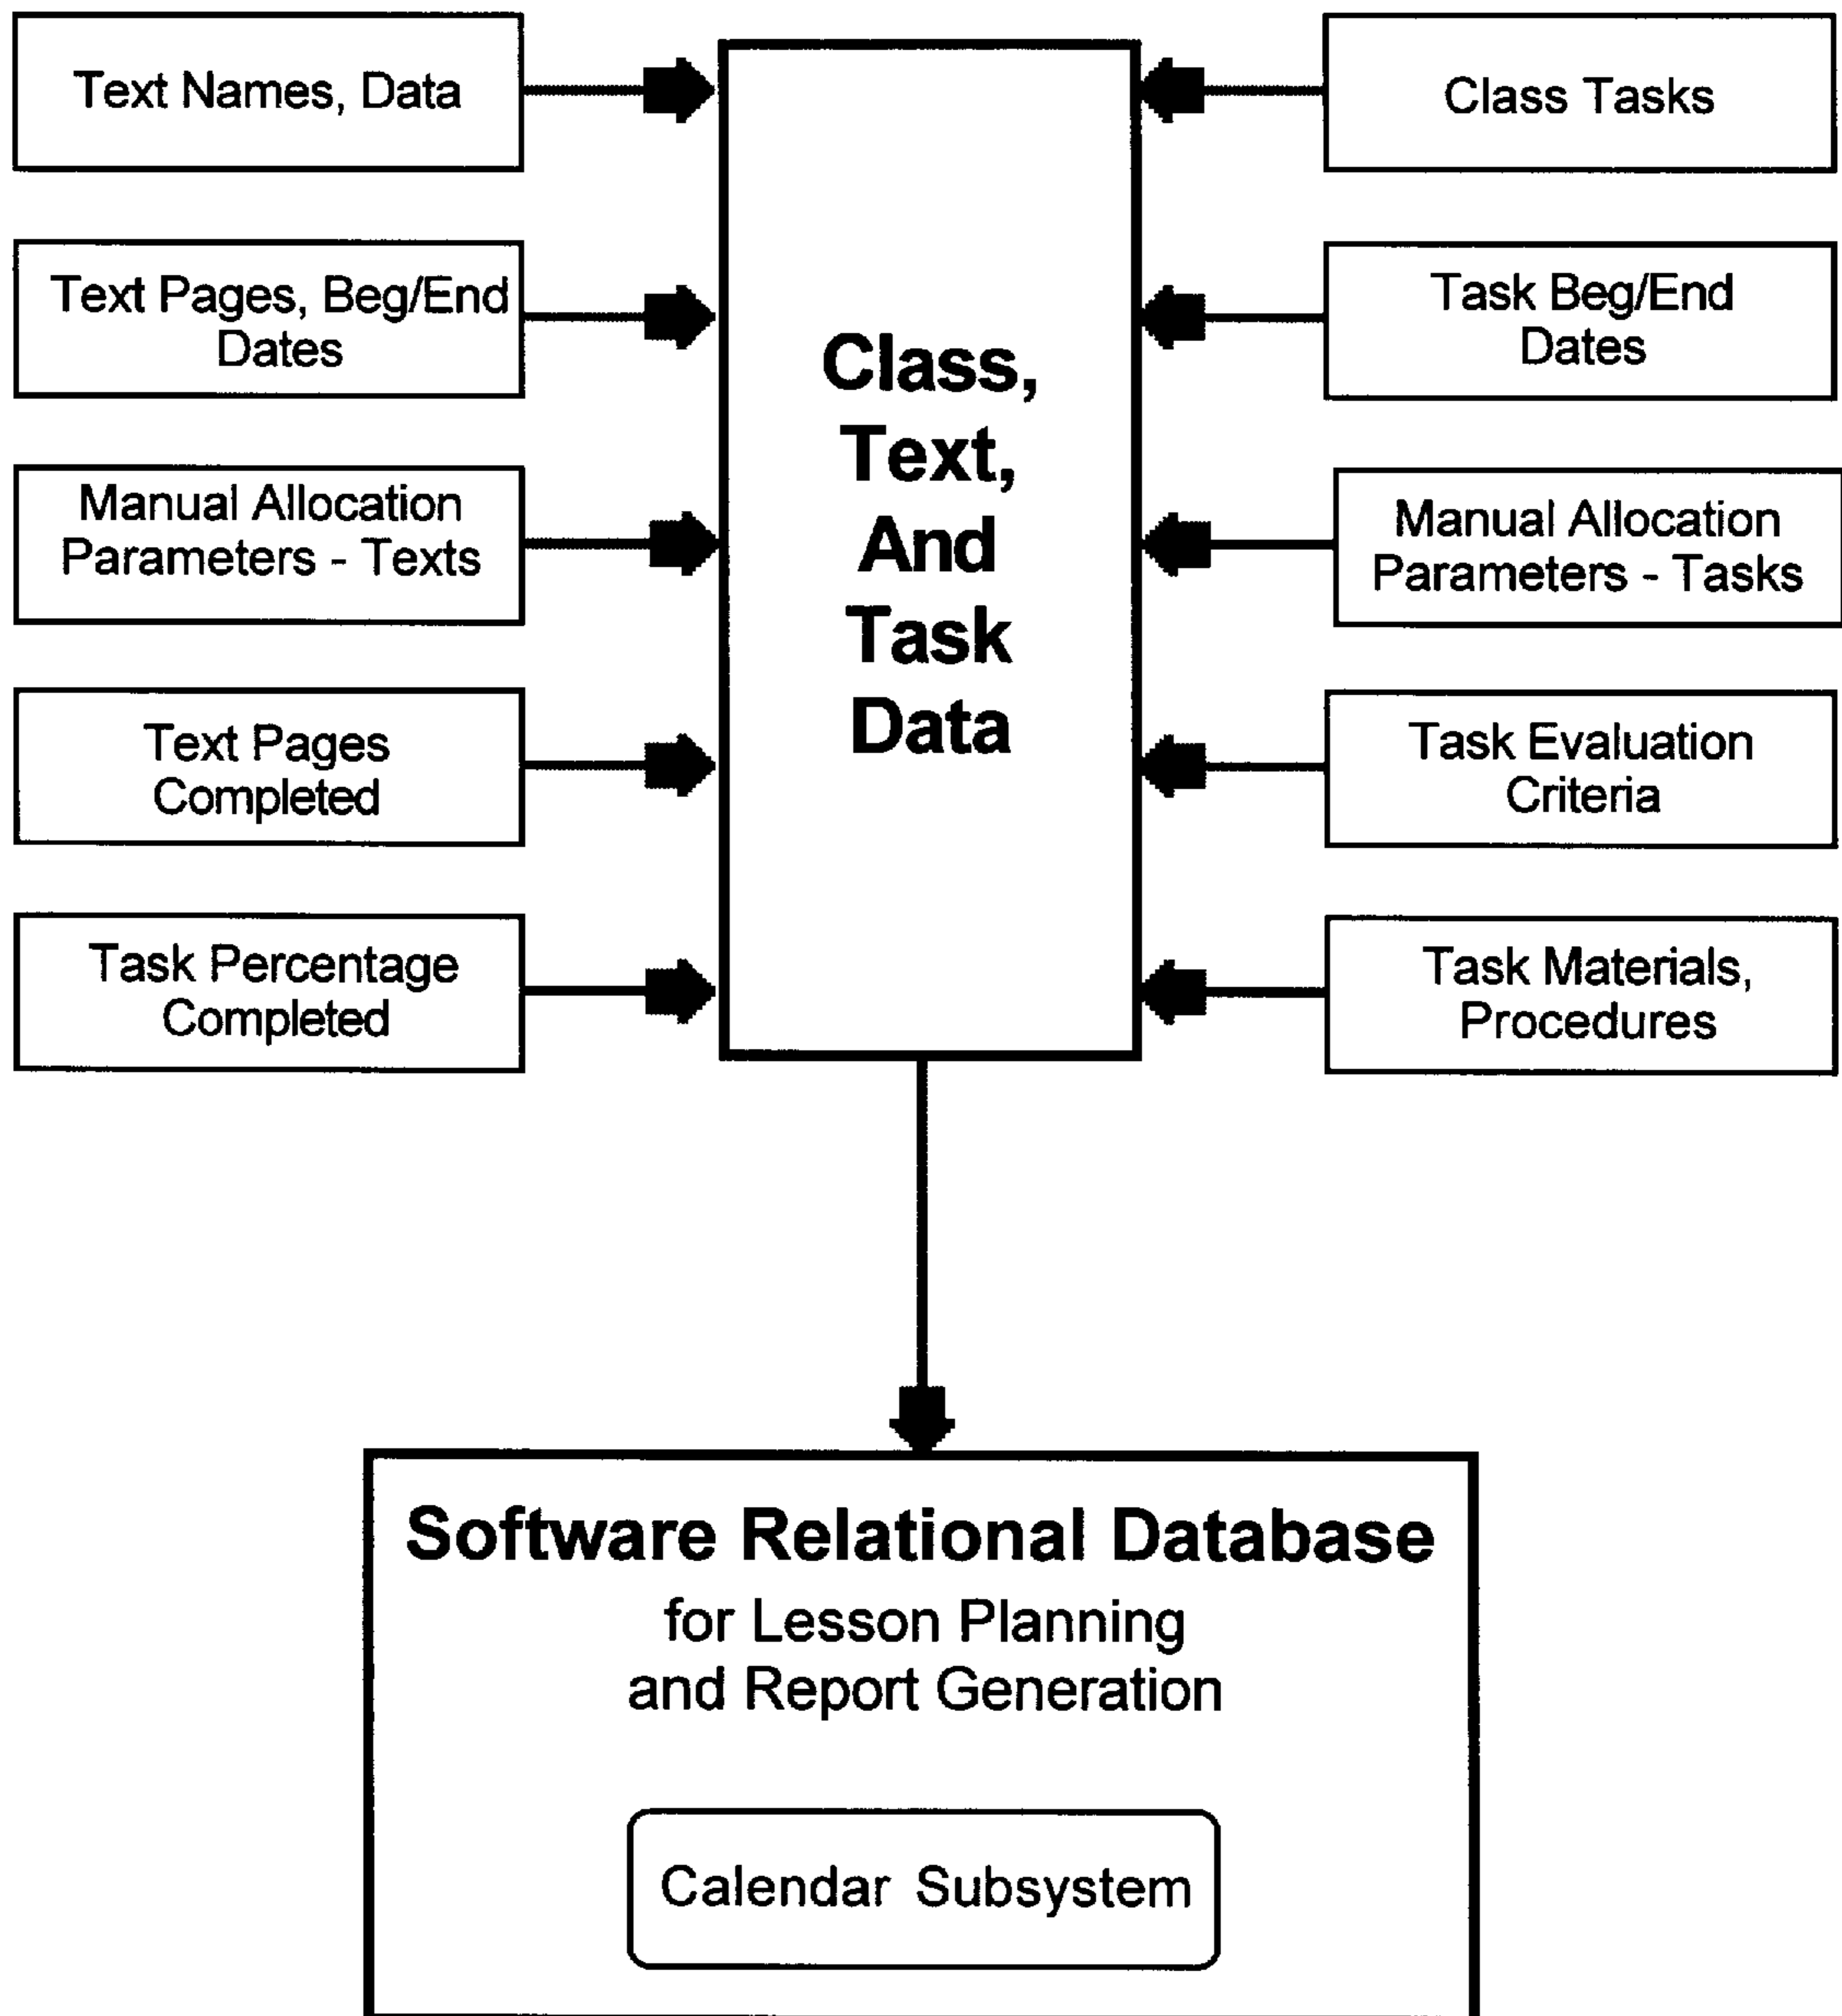 Text Names, Data
Text Pages, Beg/End
Dates
Manual Allocation
Parameters - Texts
Text Pages
Completed
Task Percentage
Completed
Class,
Text,
And
Task
Data
Class Tasks
Task Beg/End
Dates
Manual Allocation
Parameters - Tasks
Task Evaluation
Criteria
Task Materials,
Procedures
Software Relational Database
for Lesson Planning
and Report Generation
Calendar Subsystem